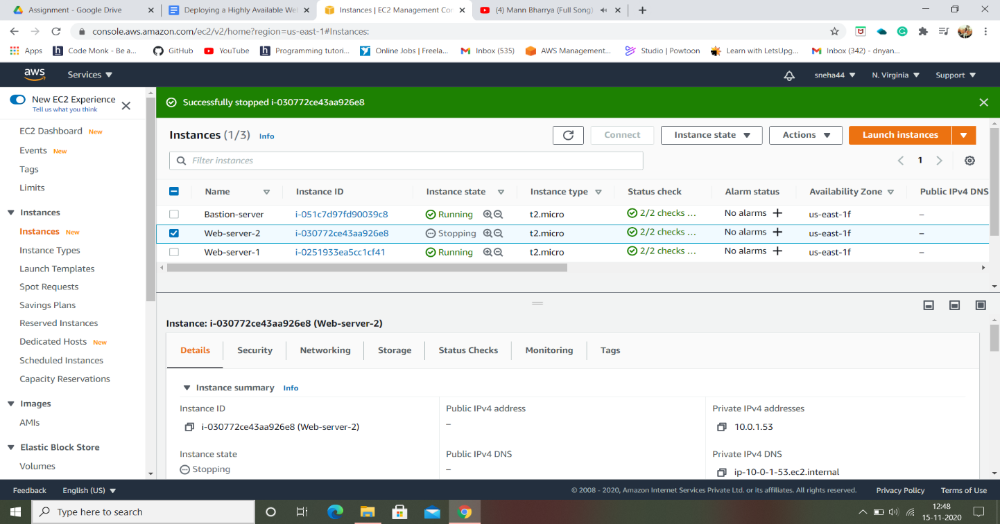 Assignment - Google Drive
Deploying a Highly Available We
Instances | EC2 Management Co
(4) Mann Bharrya (Full Song)
console.aws.amazon.com/ec2/v2/home?region=us-east-1#Instances:
Apps
Code Monk - Be a...
GitHub
YouTube
Programming tutori...
Online Jobs | Freela...
Inbox (535)
AWS Management...
Studio | Powtoon
Learn with LetsUpg...
Inbox (342) - dnyan...
aws
Services
sneha44
N. Virginia
Support
New EC2 Experience
Tell us what you think
EC2 Dashboard New
Events New
Tags
Limits
Instances
Instances New
Instance Types
Launch Templates
Spot Requests
Savings Plans
Reserved Instances
Dedicated Hosts New
Scheduled Instances
Capacity Reservations
Images
AMIs
Elastic Block Store
Volumes
Successfully stopped i-030772ce43aa926e8
Instances (1/3) Info
Connect
Instance state
Actions
Launch instances
Filter instances
1
Name Instance ID Instance state Instance type Status check Alarm status Availability Zone Public IPv4 DNS
Bastion-server i-051c7d97fd90039c8 Running t2.micro 2/2 checks ... No alarms + us-east-1f –
Web-server-2 i-030772ce43aa926e8 Stopping t2.micro 2/2 checks ... No alarms + us-east-1f –
Web-server-1 i-0251933ea5cc1cf41 Running t2.micro 2/2 checks ... No alarms + us-east-1f –
Instance: i-030772ce43aa926e8 (Web-server-2)
Details
Security
Networking
Storage
Status Checks
Monitoring
Tags
Instance summary Info
Instance ID
i-030772ce43aa926e8 (Web-server-2)
Public IPv4 address
–
Private IPv4 addresses
10.0.1.53
Instance state
Stopping
Public IPv4 DNS
–
Private IPv4 DNS
ip-10-0-1-53.ec2.internal
Feedback
English (US)
© 2008 - 2020, Amazon Internet Services Private Ltd. or its affiliates. All rights reserved.
Privacy Policy
Terms of Use
Type here to search
12:48
15-11-2020